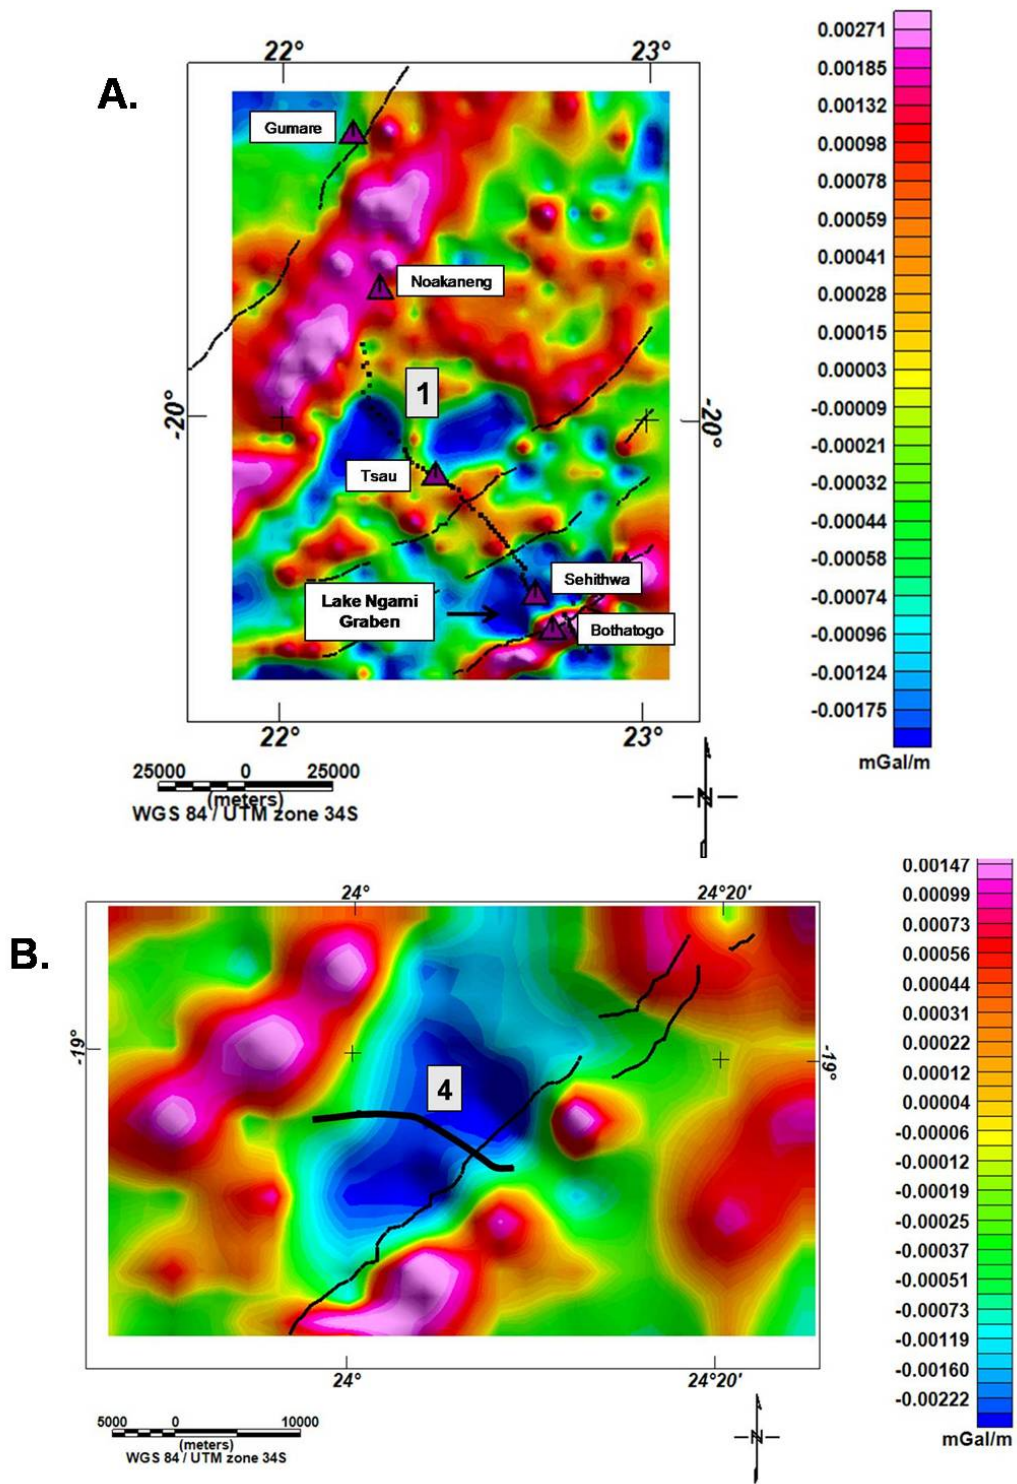 A.
22°
23°
Gumare
Noakaneng
1
-20°
-20°
Tsau
Sehithwa
Lake Ngami
Graben
Bothatogo
22°
23°
25000 0 25000
(meters)
WGS 84 / UTM zone 34S
N
0.00271
0.00185
0.00132
0.00098
0.00078
0.00059
0.00041
0.00028
0.00015
0.00003
-0.00009
-0.00021
-0.00032
-0.00044
-0.00058
-0.00074
-0.00096
-0.00124
-0.00175
mGal/m
B.
24°
24°20'
-19°
-19°
4
24°
24°20'
5000 0 10000
(meters)
WGS 84 / UTM zone 34S
N
0.00147
0.00099
0.00073
0.00056
0.00044
0.00031
0.00022
0.00012
0.00004
-0.00006
-0.00012
-0.00019
-0.00025
-0.00037
-0.00051
-0.00073
-0.00119
-0.00160
-0.00222
mGal/m